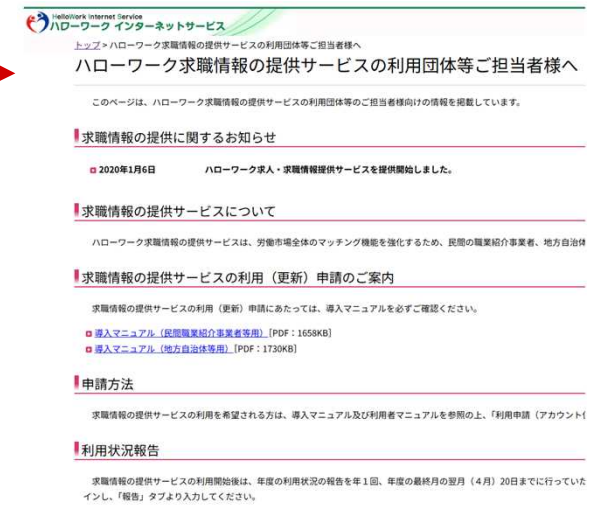 HelloWork Internet Service
ハローワーク インターネットサービス
トップ > ハローワーク求職情報の提供サービスの利用団体等ご担当者様へ
ハローワーク求職情報の提供サービスの利用団体等ご担当者様へ
このページは、ハローワーク求職情報の提供サービスの利用団体等のご担当者様向けの情報を掲載しています。
求職情報の提供に関するお知らせ
2020年1月6日 ハローワーク求人・求職情報提供サービスを提供開始しました。
求職情報の提供サービスについて
ハローワーク求職情報の提供サービスは、労働市場全体のマッチング機能を強化するため、民間の職業紹介事業者、地方自治体
求職情報の提供サービスの利用（更新）申請のご案内
求職情報の提供サービスの利用（更新）申請にあたっては、導入マニュアルを必ずご確認ください。
導入マニュアル（民間職業紹介事業者等用）[PDF：1658KB]
導入マニュアル（地方自治体等用）[PDF：1730KB]
申請方法
求職情報の提供サービスの利用を希望される方は、導入マニュアル及び利用者マニュアルを参照の上、「利用申請（アカウント
利用状況報告
求職情報の提供サービスの利用開始後は、年度の利用状況の報告を年１回、年度の最終月の翌月（４月）20日までに行っていた
インし、「報告」タブより入力してください。